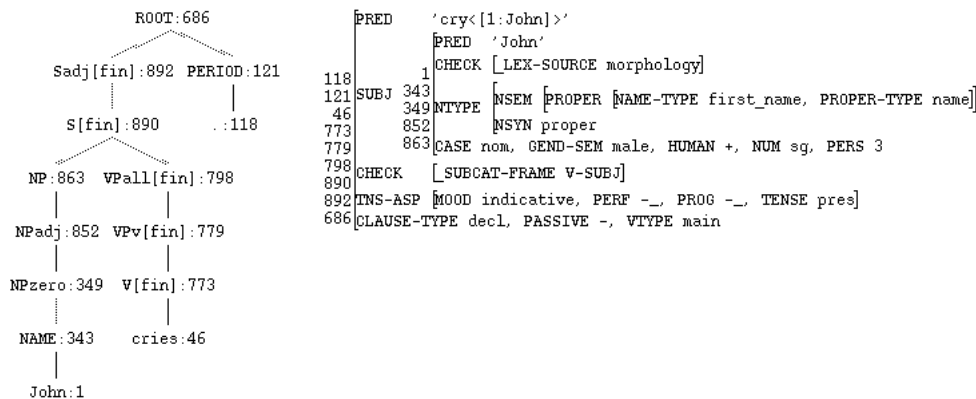 ROOT:686
Sadj[fin]:892 PERIOD:121
S[fin]:890 .:118
NP:863 VPall[fin]:798
NPadj:852 VPv[fin]:779
NPzero:349 V[fin]:773
NAME:343 cries:46
John:1
PRED 'cry<[1:John]>'
PRED 'John'
1 CHECK [_LEX-SOURCE morphology]
118
121 SUBJ 343
46 349 NTYPE [NSEM [PROPER [NAME-TYPE first_name, PROPER-TYPE name]
773 852 NSYN proper
779 863 CASE nom, GEND-SEM male, HUMAN +, NUM sg, PERS 3
798 CHECK [_SUBCAT-FRAME V-SUBJ]
890
892 TNS-ASP [MOOD indicative, PERF -_, PROG -_, TENSE pres]
686 CLAUSE-TYPE decl, PASSIVE -, VTYPE main